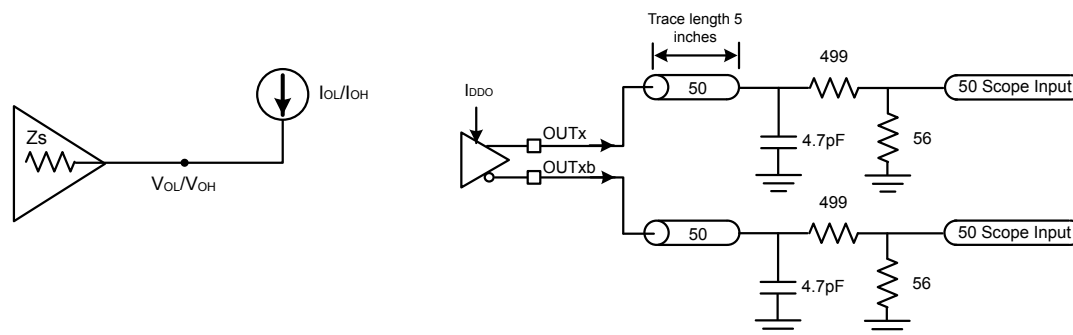 Zs
IOL/IOH
VOL/VOH
Trace length 5
inches
IDDO
OUTx
OUTxb
50
499
50 Scope Input
4.7pF
56
50
499
50 Scope Input
4.7pF
56